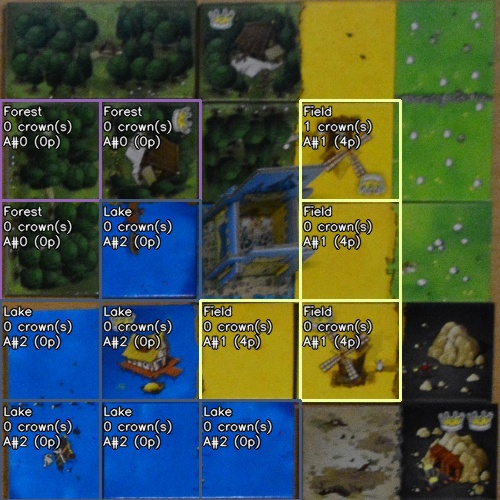 Forest
0 crown(s)
A#0 (0p)
Forest
0 crown(s)
A#0 (0p)
Field
1 crown(s)
A#1 (4p)
Forest
0 crown(s)
A#0 (0p)
Lake
0 crown(s)
A#2 (0p)
Field
0 crown(s)
A#1 (4p)
Lake
0 crown(s)
A#2 (0p)
Lake
0 crown(s)
A#2 (0p)
Field
0 crown(s)
A#1 (4p)
Field
0 crown(s)
A#1 (4p)
Lake
0 crown(s)
A#2 (0p)
Lake
0 crown(s)
A#2 (0p)
Lake
0 crown(s)
A#2 (0p)